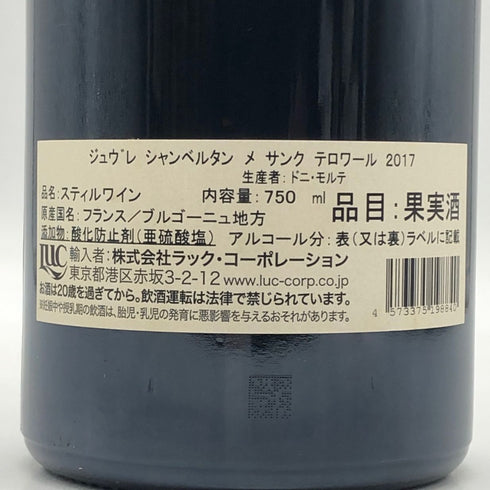 ジュヴレ シャンベルタン メ サンク テロワール 2017
生産者:ドニ・モルテ
品名:スティルワイン 内容量:750 ml
原産国名:フランス/ブルゴーニュ地方 品目:果実酒
添加物:酸化防止剤(亜硫酸塩) アルコール分:表(又は裏)ラベルに記載
LUC 輸入者:株式会社ラック・コーポレーション
東京都港区赤坂3-2-12 www.luc-corp.co.jp
お酒は20歳を過ぎてから。飲酒運転は法律で禁じられています。
妊娠中や授乳期の飲酒は、胎児・乳児の発育に悪影響を与えるおそれがあります。
4 573375 198840